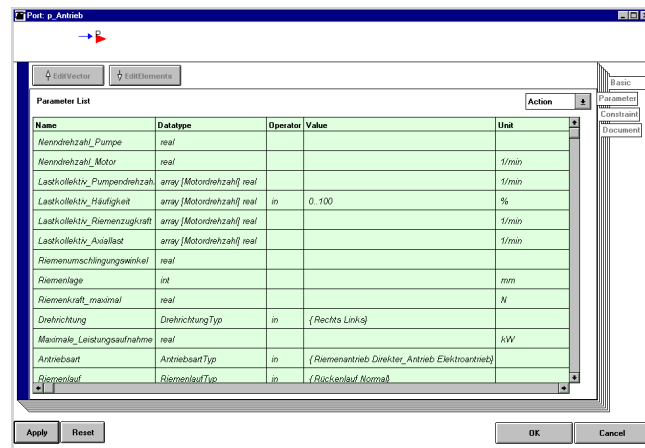 Port: p_Antrieb
P
EditVector EditElements
Basic
Parameter List Action Parameter
Constraint
Document
Name Datatype Operator Value Unit
Nenndrehzahl_Pumpe real
Nenndrehzahl_Motor real 1/min
Lastkollektiv_Pumpendrehzah. array [Motordrehzahl] real 1/min
Lastkollektiv_Häufigkeit array [Motordrehzahl] real in 0..100 %
Lastkollektiv_Riemenzugkraft array [Motordrehzahl] real 1/min
Lastkollektiv_Axiallast array [Motordrehzahl] real 1/min
Riemenumschlingungswinkel real
Riemenlage int mm
Riemenkraft_maximal real N
Drehrichtung DrehrichtungTyp in {Rechts Links}
Maximale_Leistungsaufnahme real kW
Antriebsart AntriebsartTyp in {Riemenantrieb Direkter_Antrieb Elektroantrieb}
Riemenlauf RiemenlaufTyp in {Rückenlauf Normal}
Apply Reset OK Cancel